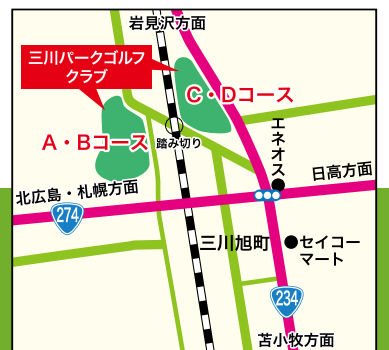 岩見沢方面
三川パークゴルフ
クラブ
C・Dコース
A・Bコース
踏み切り
エネオス
日高方面
北広島・札幌方面
274
三川旭町
セイコー
マート
234
苫小牧方面